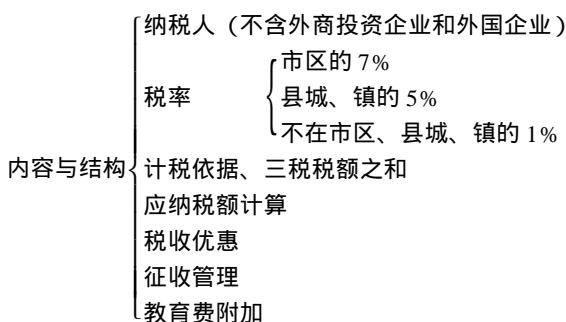 纳税人（不含外商投资企业和外国企业）
市区的 7%
税率
县城、镇的 5%
不在市区、县城、镇的 1%
内容与结构
计税依据、三税税额之和
应纳税额计算
税收优惠
征收管理
教育费附加